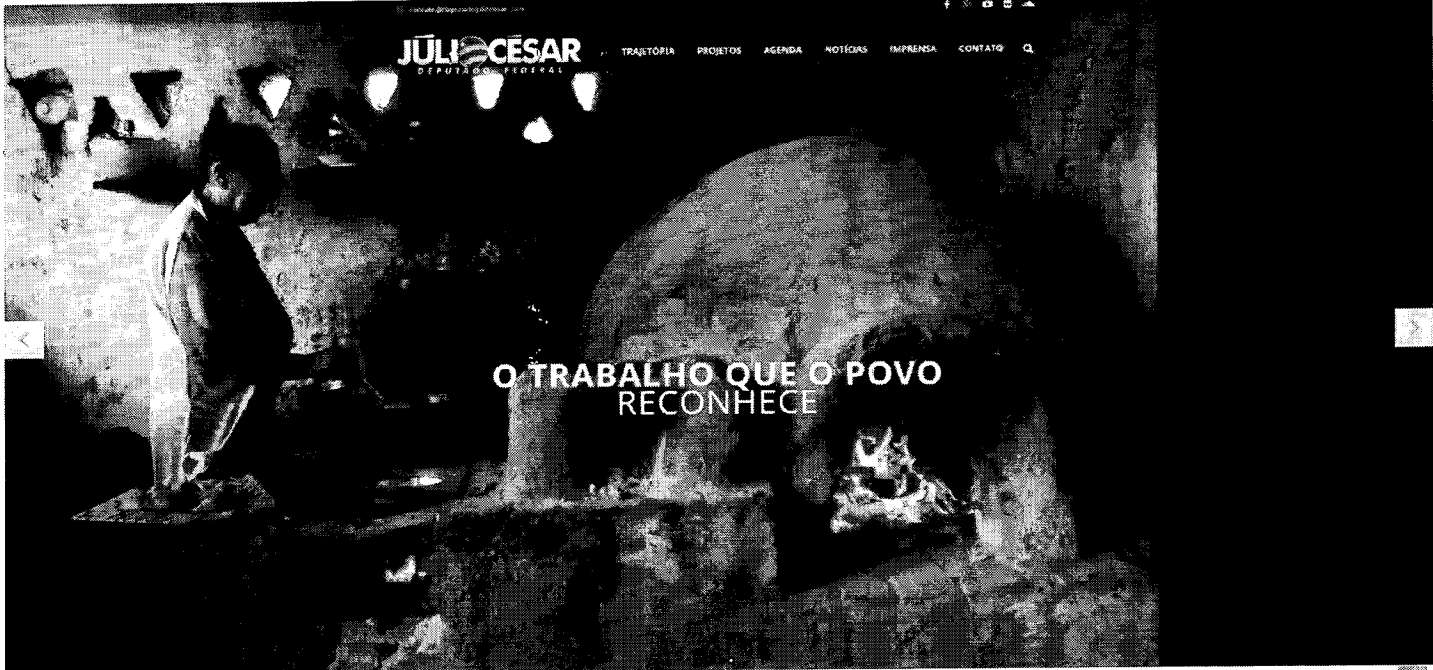 JÚLIO CÉSAR
DEPUTADO FEDERAL
TRAJETÓRIA PROJETOS AGENDA NOTÍCIAS IMPRENSA CONTATO
O TRABALHO QUE O POVO
RECONHECE